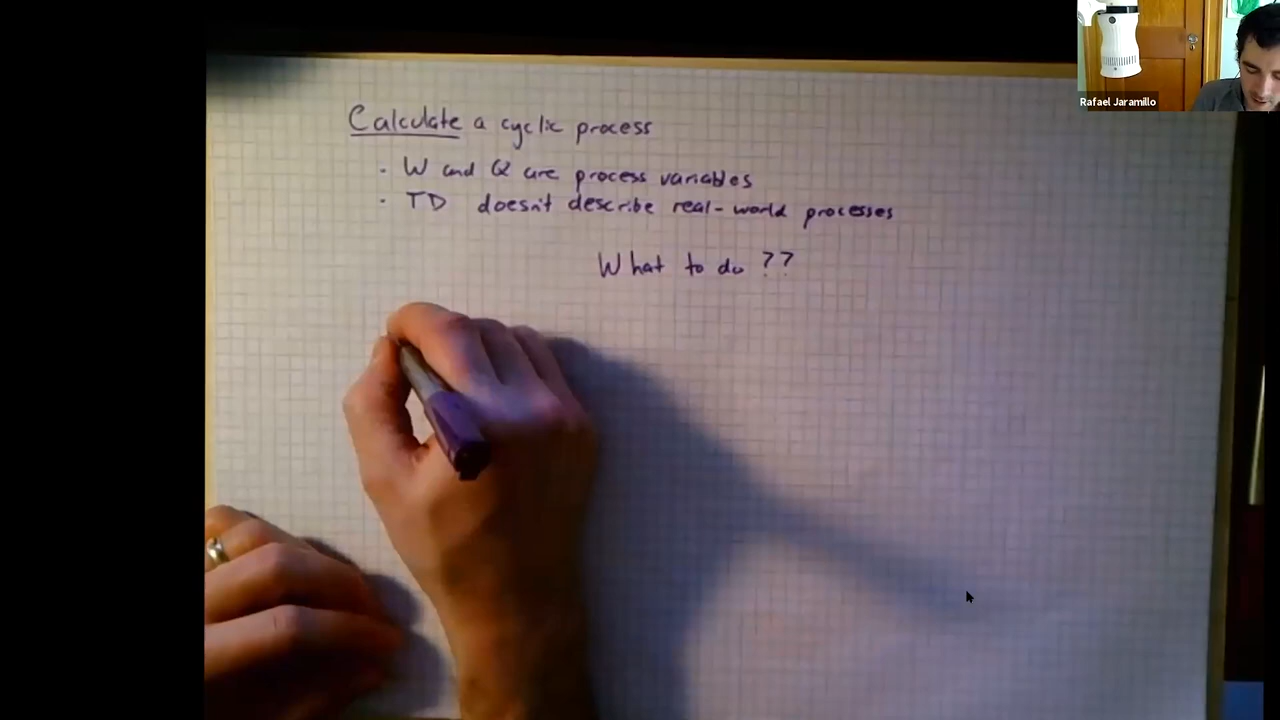 Calculate a cyclic process
· W and Q are process variables
· TD doesn't describe real-world processes
What to do ??
Rafael Jaramillo